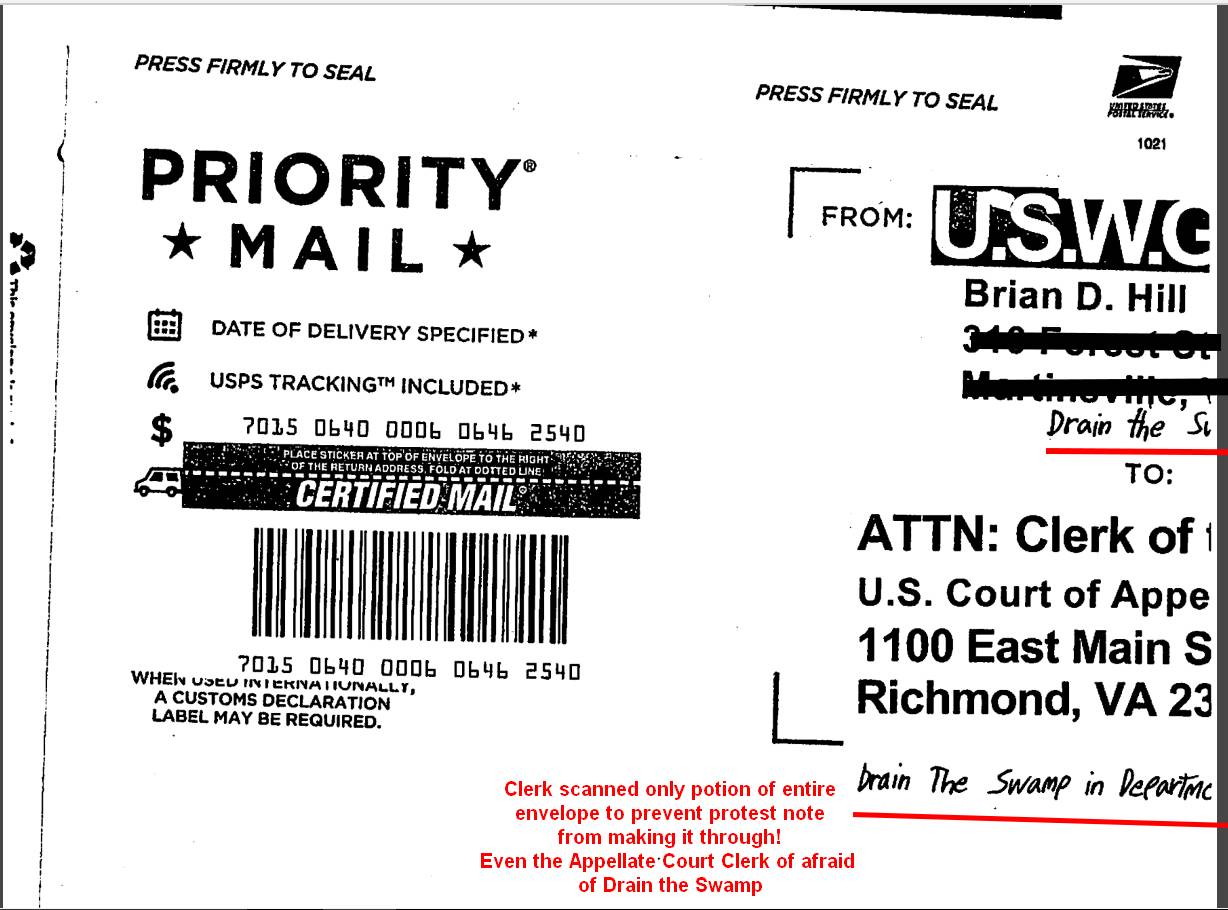 PRESS FIRMLY TO SEAL
PRESS FIRMLY TO SEAL
UNITED STATES
POSTAL SERVICE®
1021
PRIORITY®
★ MAIL ★
DATE OF DELIVERY SPECIFIED*
USPS TRACKING™ INCLUDED*
$
7015 0640 0006 0646 2540
PLACE STICKER AT TOP OF ENVELOPE TO THE RIGHT
OF THE RETURN ADDRESS, FOLD AT DOTTED LINE
CERTIFIED MAIL®
7015 0640 0006 0646 2540
WHEN USED INTERNATIONALLY,
A CUSTOMS DECLARATION
LABEL MAY BE REQUIRED.
FROM:
U.S.W.G
Brian D. Hill
Drain the
TO:
ATTN: Clerk of
U.S. Court of Appe
1100 East Main S
Richmond, VA 23
Drain The Swamp in Departme
Clerk scanned only potion of entire
envelope to prevent protest note
from making it through!
Even the Appellate Court Clerk of afraid
of Drain the Swamp